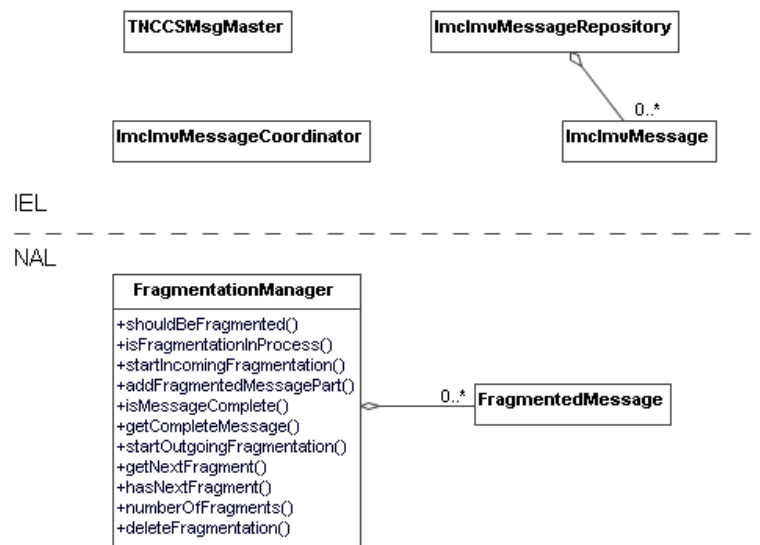 TNCCSMsgMaster
ImcImvMessageRepository
0..*
ImcImvMessageCoordinator
ImcImvMessage
IEL
NAL
FragmentationManager
+shouldBeFragmented()
+isFragmentationInProcess()
+startIncomingFragmentation()
+addFragmentedMessagePart()
+isMessageComplete()
+getCompleteMessage()
+startOutgoingFragmentation()
+getNextFragment()
+hasNextFragment()
+numberOfFragments()
+deleteFragmentation()
0..*
FragmentedMessage